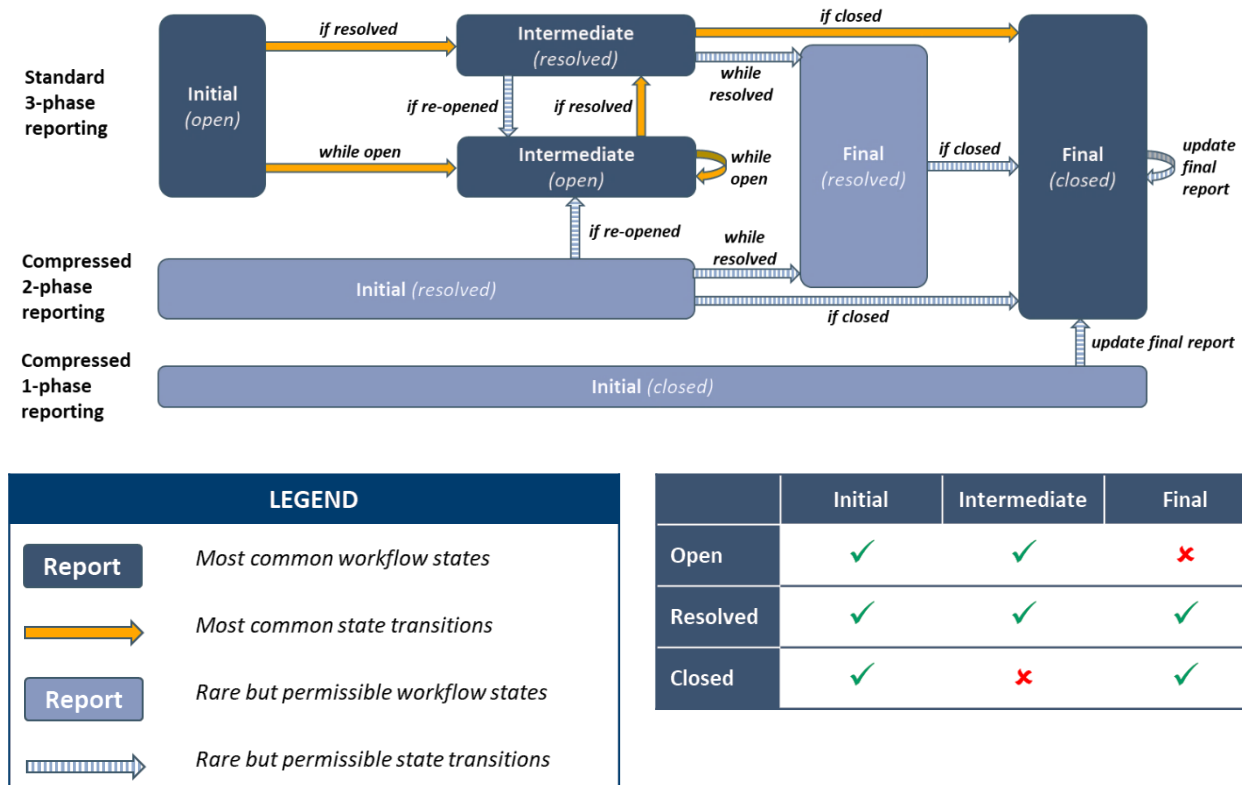 Standard
3-phase
reporting
Initial
(open)
if resolved
while open
Intermediate
(resolved)
if re-opened
if resolved
Intermediate
(open)
while
open
if closed
while
resolved
Final
(resolved)
if closed
Final
(closed)
update
final
report
if re-opened
Compressed
2-phase
reporting
Initial (resolved)
while
resolved
if closed
update final report
Compressed
1-phase
reporting
Initial (closed)
LEGEND
Report
Most common workflow states
Most common state transitions
Report
Rare but permissible workflow states
Rare but permissible state transitions
Initial Intermediate Final
Open ✓ ✓ ✘
Resolved ✓ ✓ ✓
Closed ✓ ✘ ✓